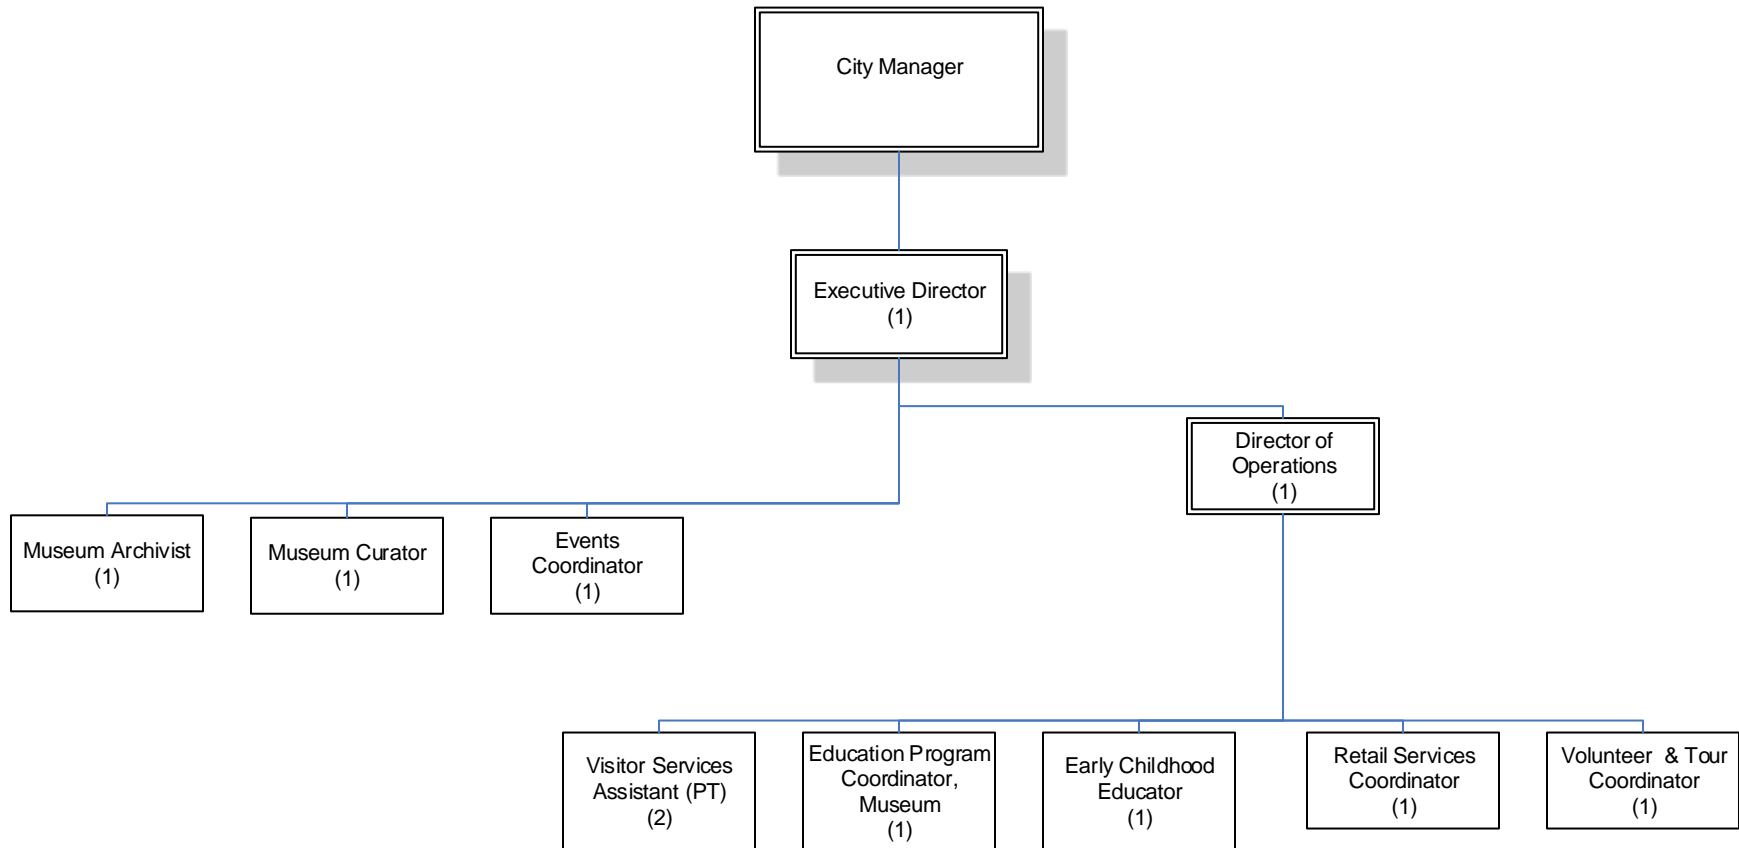 City Manager
Executive Director
(1)
Director of
Operations
(1)
Museum Archivist
(1)
Museum Curator
(1)
Events
Coordinator
(1)
Visitor Services
Assistant (PT)
(2)
Education Program
Coordinator,
Museum
(1)
Early Childhood
Educator
(1)
Retail Services
Coordinator
(1)
Volunteer & Tour
Coordinator
(1)